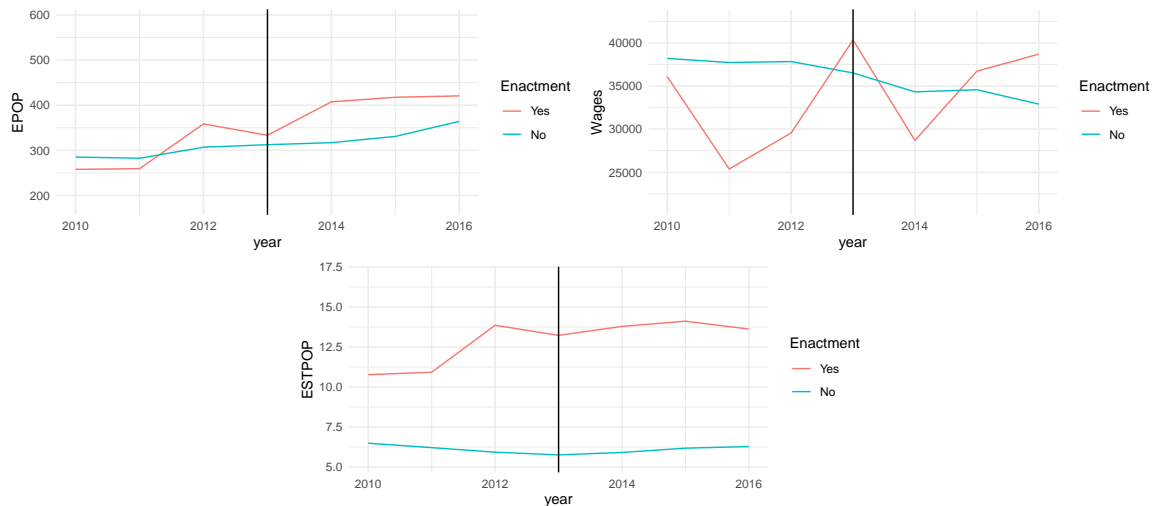 600
500
400
300
200
EPOP
2010
2012
2014
2016
year
Enactment
Yes
No
40000
35000
30000
25000
Wages
2010
2012
2014
2016
year
Enactment
Yes
No
17.5
15.0
12.5
10.0
7.5
5.0
ESTPOP
2010
2012
2014
2016
year
Enactment
Yes
No